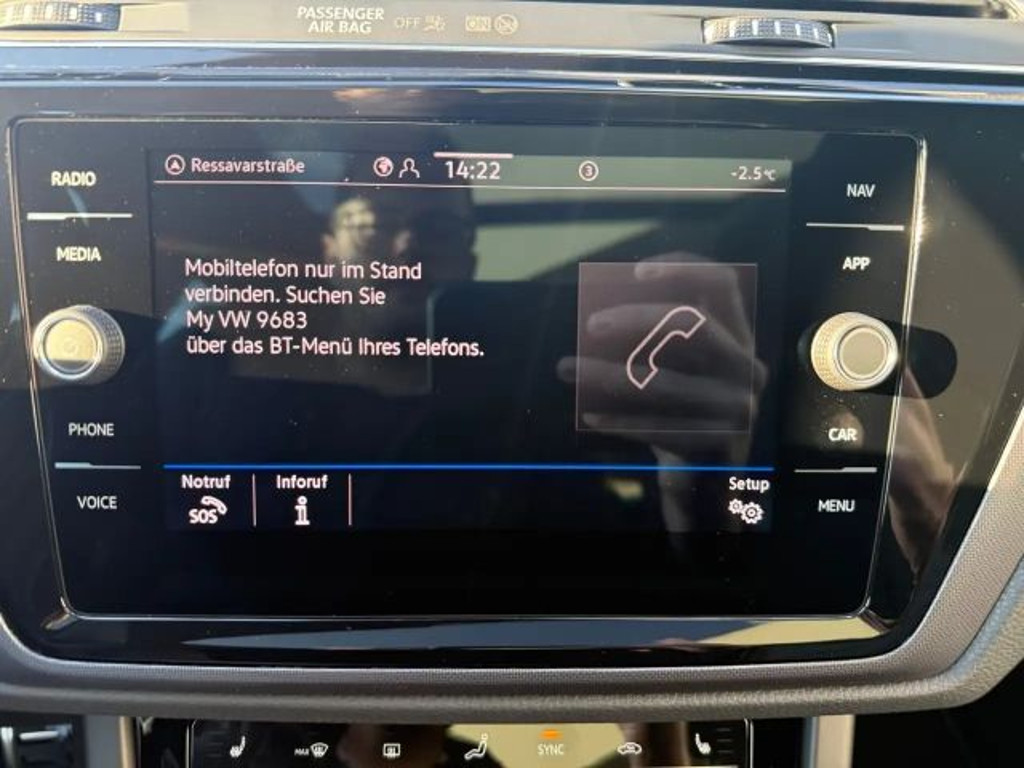 PASSENGER
AIR BAG OFF ON
RADIO
MEDIA
PHONE
VOICE
Ressavarstraße 14:22 3 -2.5°C
Mobiltelefon nur im Stand
verbinden. Suchen Sie
My VW 9683
über das BT-Menü Ihres Telefons.
Notruf Inforuf Setup
SOS
NAV
APP
CAR
MENU
MAX SYNC